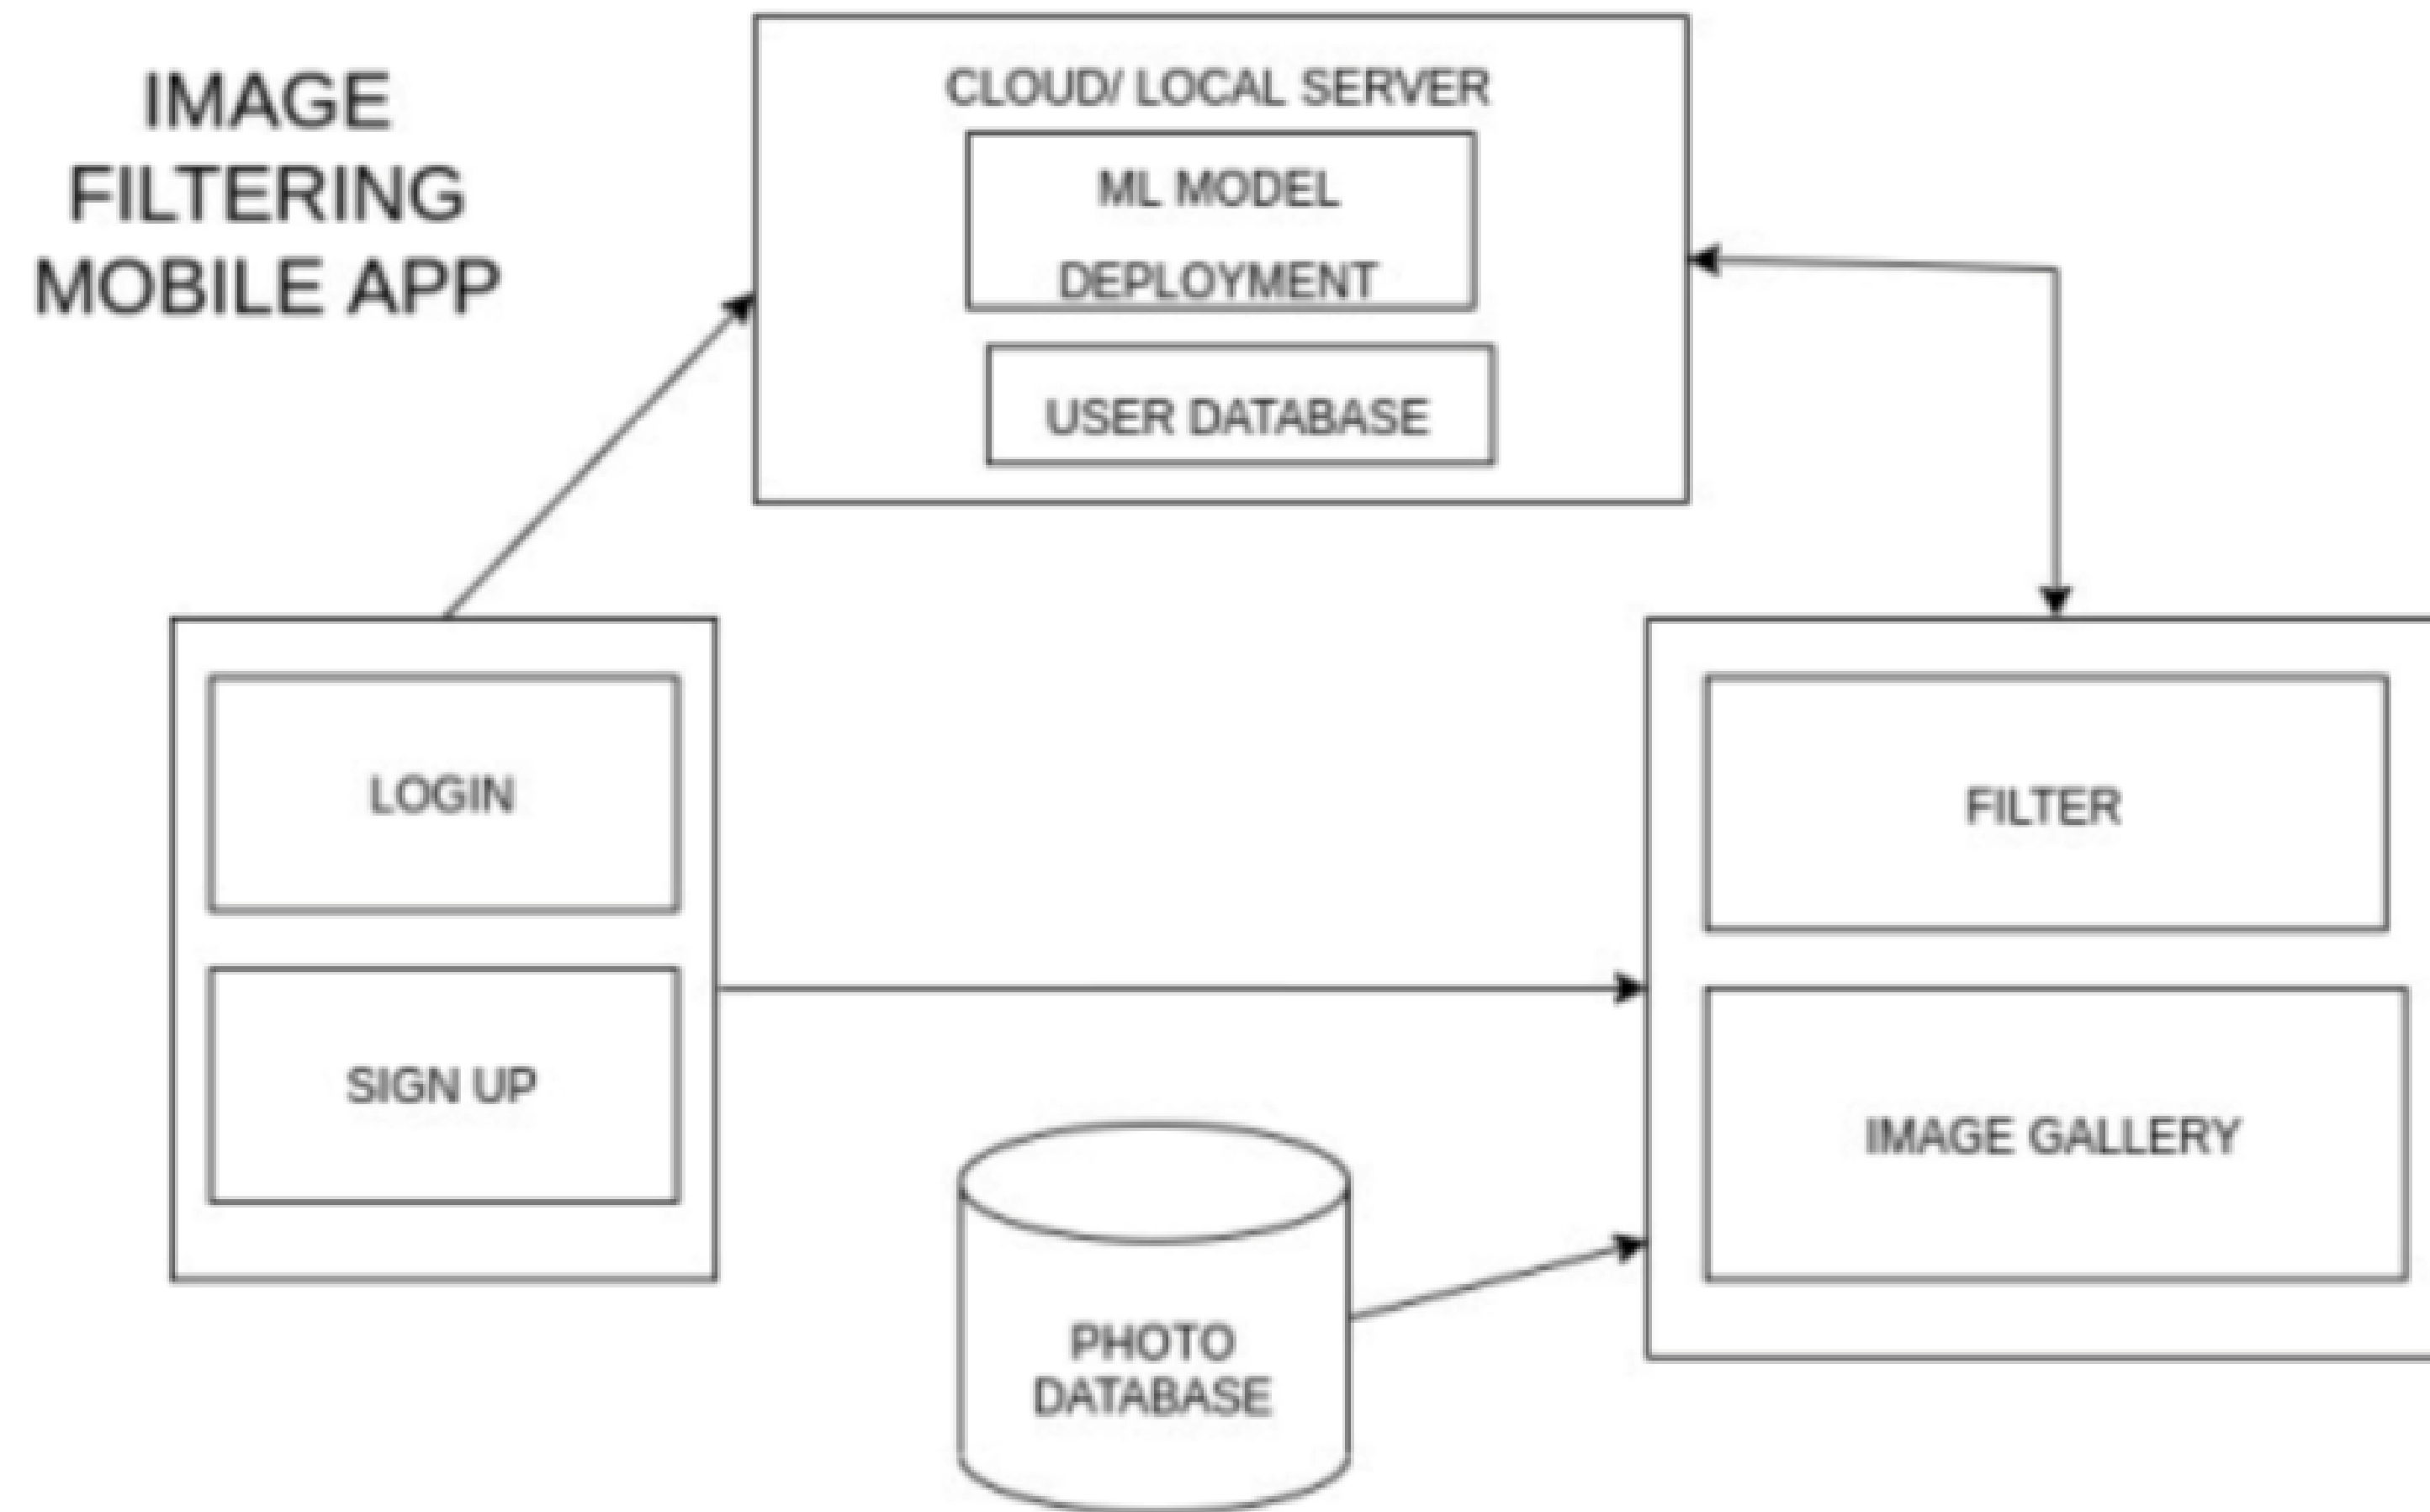 IMAGE
FILTERING
MOBILE APP
CLOUD/ LOCAL SERVER
ML MODEL
DEPLOYMENT
USER DATABASE
LOGIN
SIGN UP
FILTER
IMAGE GALLERY
PHOTO
DATABASE